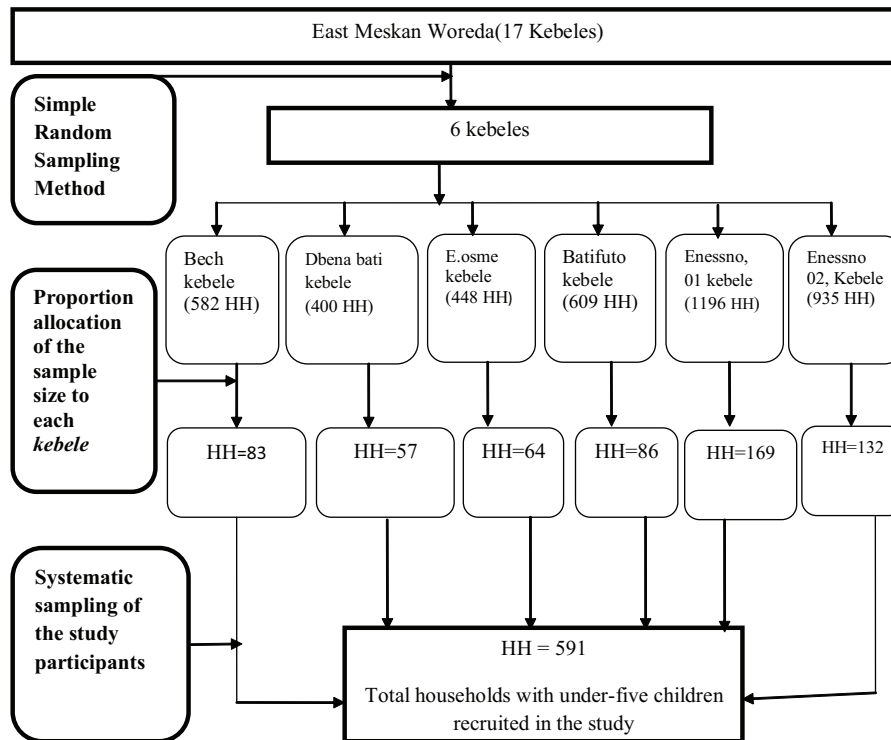 East Meskan Woreda(17 Kebeles)
Simple
Random
Sampling
Method
6 kebeles
Bech
kebele
(582 HH)
Dbena bati
kebele
(400 HH)
E.osme
kebele
(448 HH)
Batifuto
kebele
(609 HH)
Enessno,
01 kebele
(1196 HH)
Enessno
02, Kebele
(935 HH)
Proportion
allocation
of the
sample
size to
each
kebele
HH=83
HH=57
HH=64
HH=86
HH=169
HH=132
Systematic
sampling of
the study
participants
HH = 591
Total households with under-five children
recruited in the study